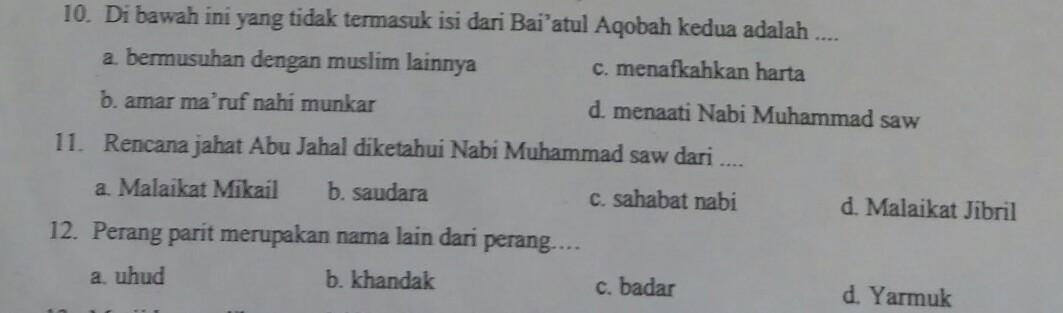 10. Di bawah ini yang tidak termasuk isi dari Bai'atul Aqobah kedua adalah ....
a. bermusuhan dengan muslim lainnya c. menafkahkan harta
b. amar ma'ruf nahi munkar d. menaati Nabi Muhammad saw
11. Rencana jahat Abu Jahal diketahui Nabi Muhammad saw dari ....
a. Malaikat Mikail b. saudara c. sahabat nabi d. Malaikat Jibril
12. Perang parit merupakan nama lain dari perang....
a. uhud b. khandak c. badar d. Yarmuk